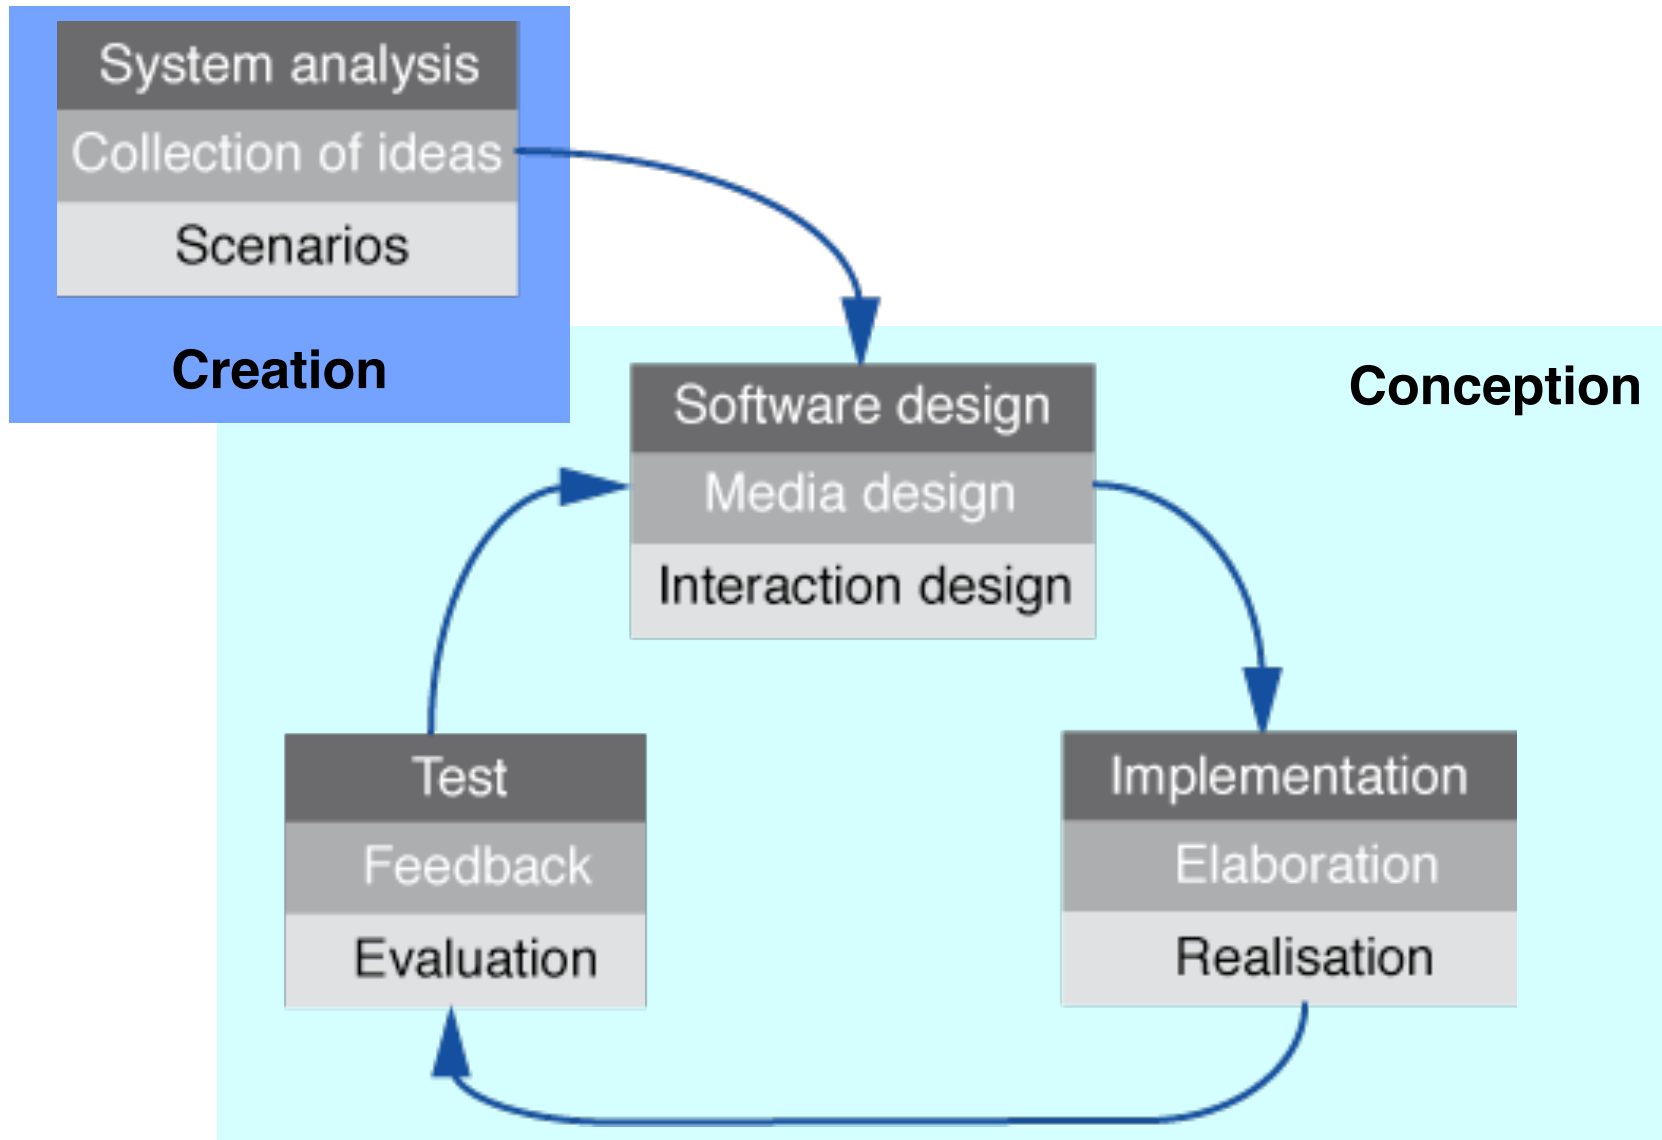 System analysis
Collection of ideas
Scenarios
Creation
Conception
Software design
Media design
Interaction design
Test
Feedback
Evaluation
Implementation
Elaboration
Realisation